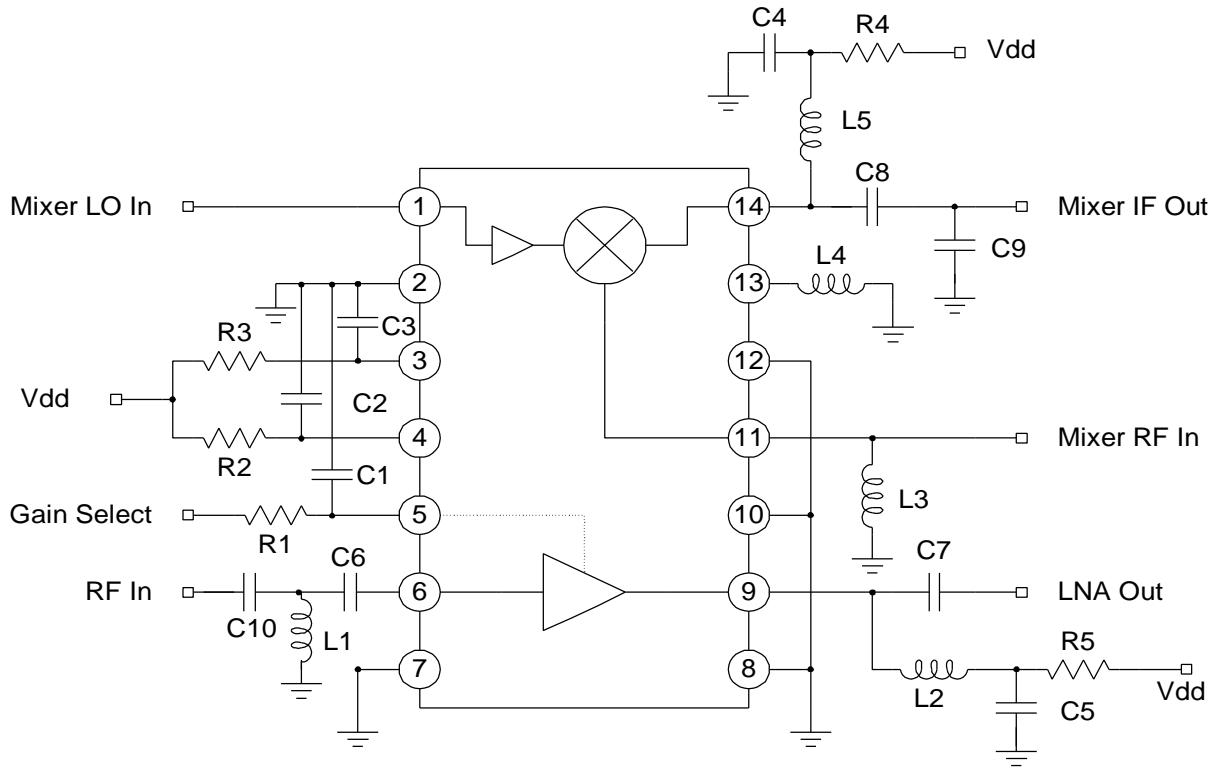 C4
R4
Vdd
L5
C8
Mixer LO In
1
14
Mixer IF Out
C9
L4
2
13
R3
C3
3
12
Vdd
C2
4
11
Mixer RF In
R2
C1
L3
Gain Select
5
10
R1
C7
C6
RF In
6
9
LNA Out
C10
L1
R5
7
8
L2
Vdd
C5